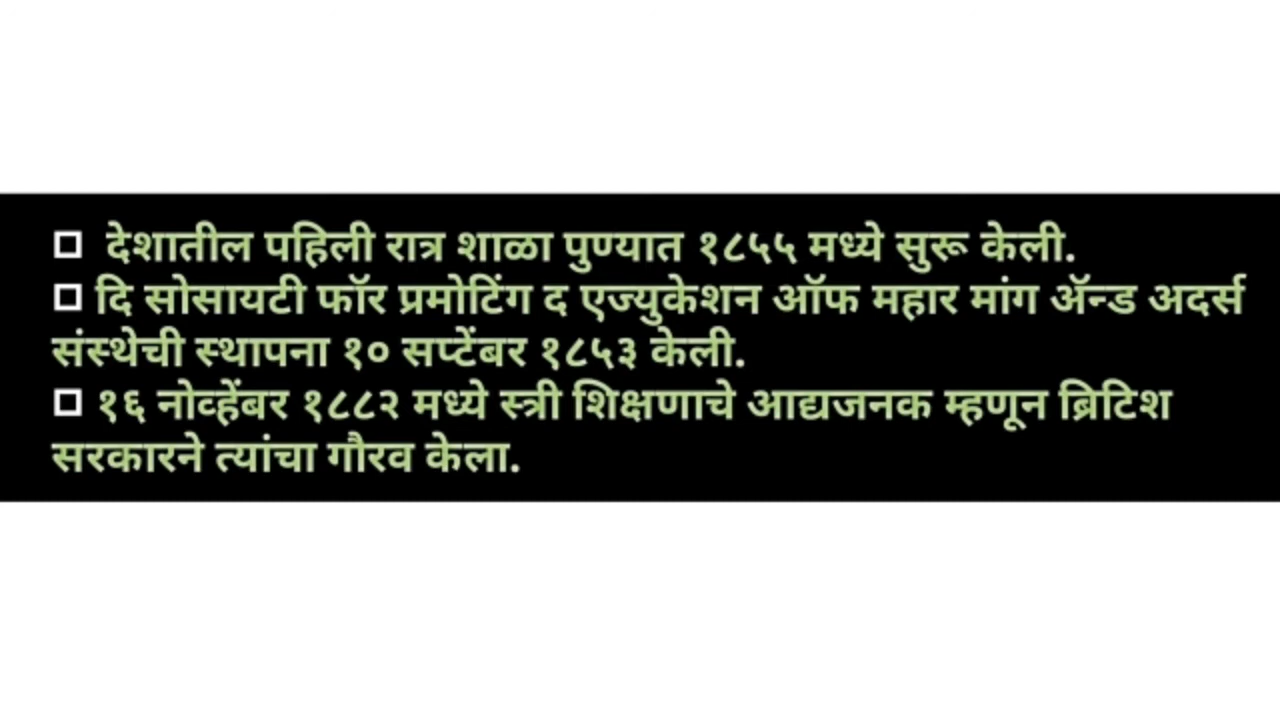 □ देशातील पहिली रात्र शाळा पुण्यात १८५५ मध्ये सुरू केली.
□ दि सोसायटी फॉर प्रमोटिंग द एज्युकेशन ऑफ महार मांग ॲन्ड अदर्स
संस्थेची स्थापना १० सप्टेंबर १८५३ केली.
□ १६ नोव्हेंबर १८८२ मध्ये स्त्री शिक्षणाचे आद्यजनक म्हणून ब्रिटिश
सरकारने त्यांचा गौरव केला.